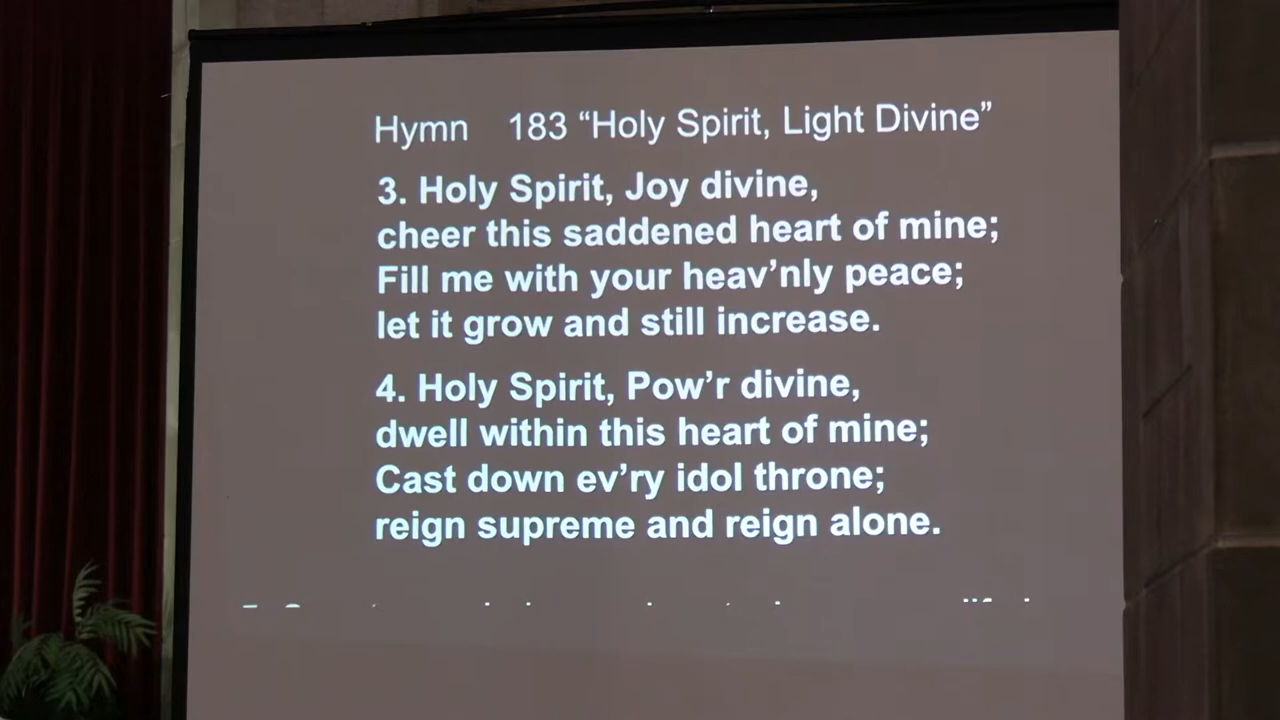 Hymn 183 “Holy Spirit, Light Divine”
3. Holy Spirit, Joy divine,
cheer this saddened heart of mine;
Fill me with your heav’nly peace;
let it grow and still increase.
4. Holy Spirit, Pow’r divine,
dwell within this heart of mine;
Cast down ev’ry idol throne;
reign supreme and reign alone.